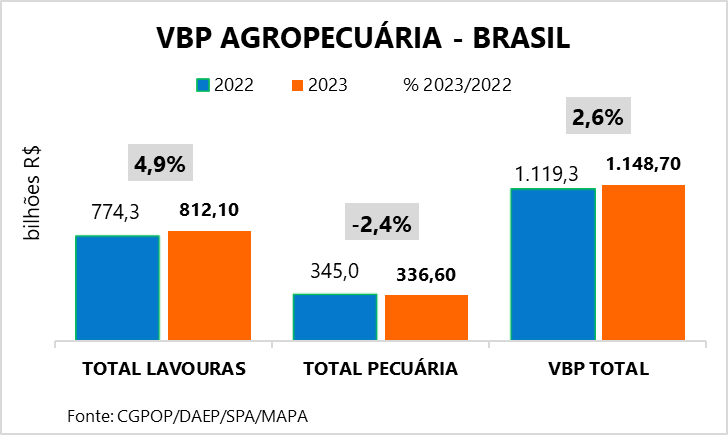 VBP AGROPECUÁRIA - BRASIL
2022 2023 % 2023/2022
bilhões R$
4,9%
774,3 812,10
-2,4%
345,0 336,60
2,6%
1.119,3 1.148,70
TOTAL LAVOURAS TOTAL PECUÁRIA VBP TOTAL
Fonte: CGPOP/DAEP/SPA/MAPA